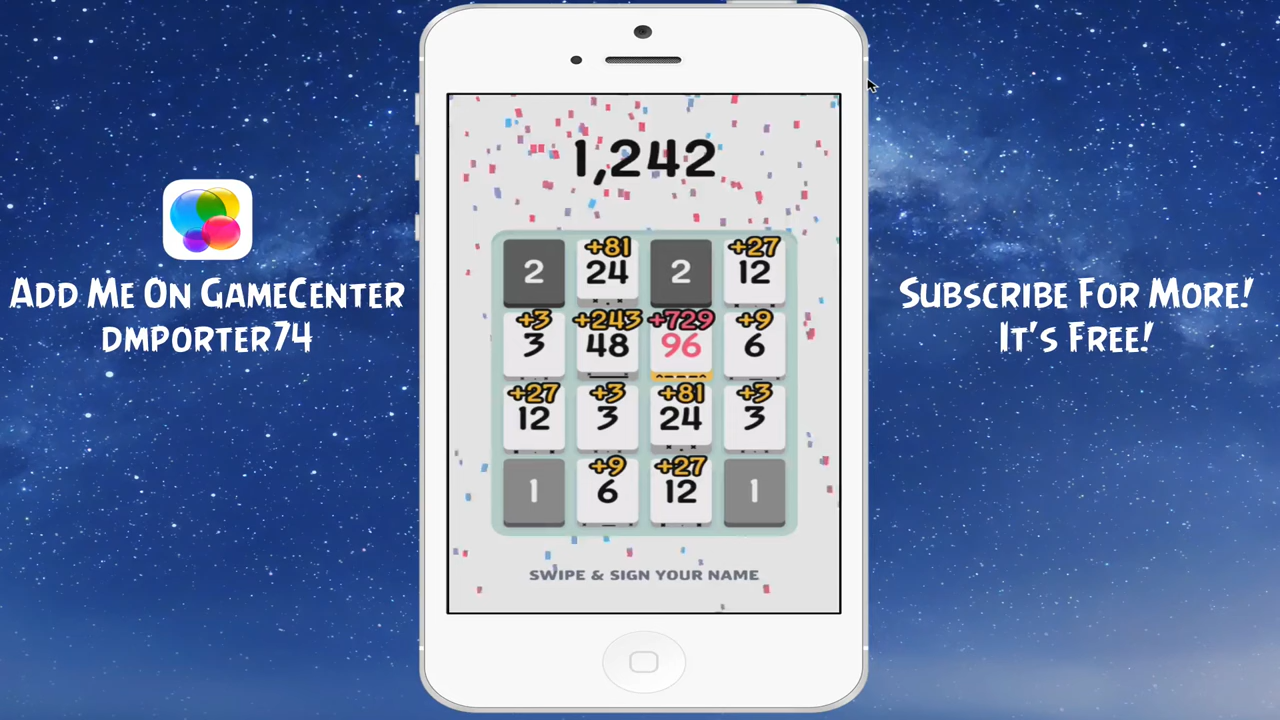 1,242
+81
+27
2 24 2 12
+3 +243 +729 +9
3 48 96 6
+27 +3 +81 +3
12 3 24 3
+9 +27
1 6 12 1
SWIPE & SIGN YOUR NAME
ADD ME ON GAMECENTER
DMPORTER74
SUBSCRIBE FOR MORE!
IT'S FREE!